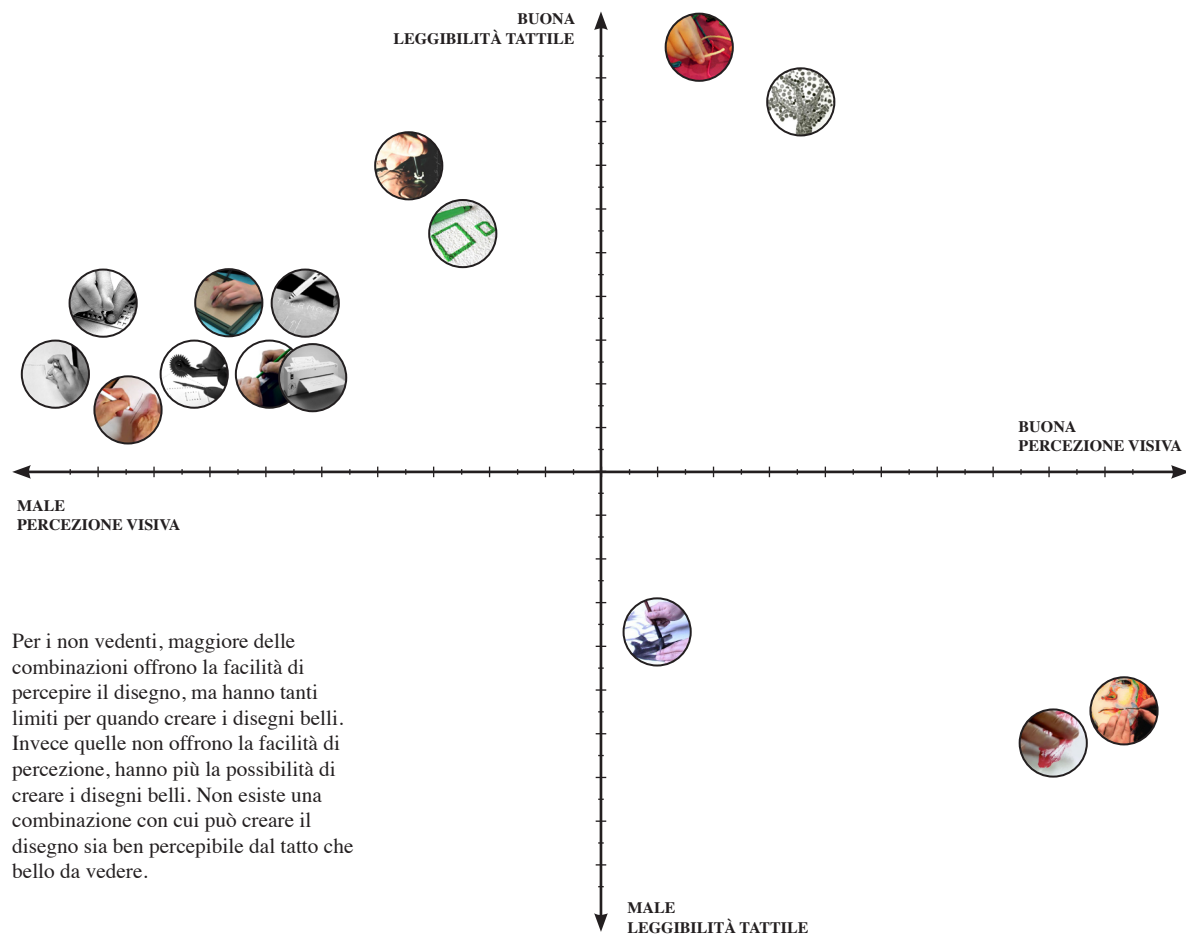 BUONA
LEGGIBILITÀ TATTILE
BUONA
PERCEZIONE VISIVA
MALE
PERCEZIONE VISIVA
Per i non vedenti, maggiore delle
combinazioni offrono la facilità di
percepire il disegno, ma hanno tanti
limiti per quando creare i disegni belli.
Invece quelle non offrono la facilità di
percezione, hanno più la possibilità di
creare i disegni belli. Non esiste una
combinazione con cui può creare il
disegno sia ben percepibile dal tatto che
bello da vedere.
MALE
LEGGIBILITÀ TATTILE